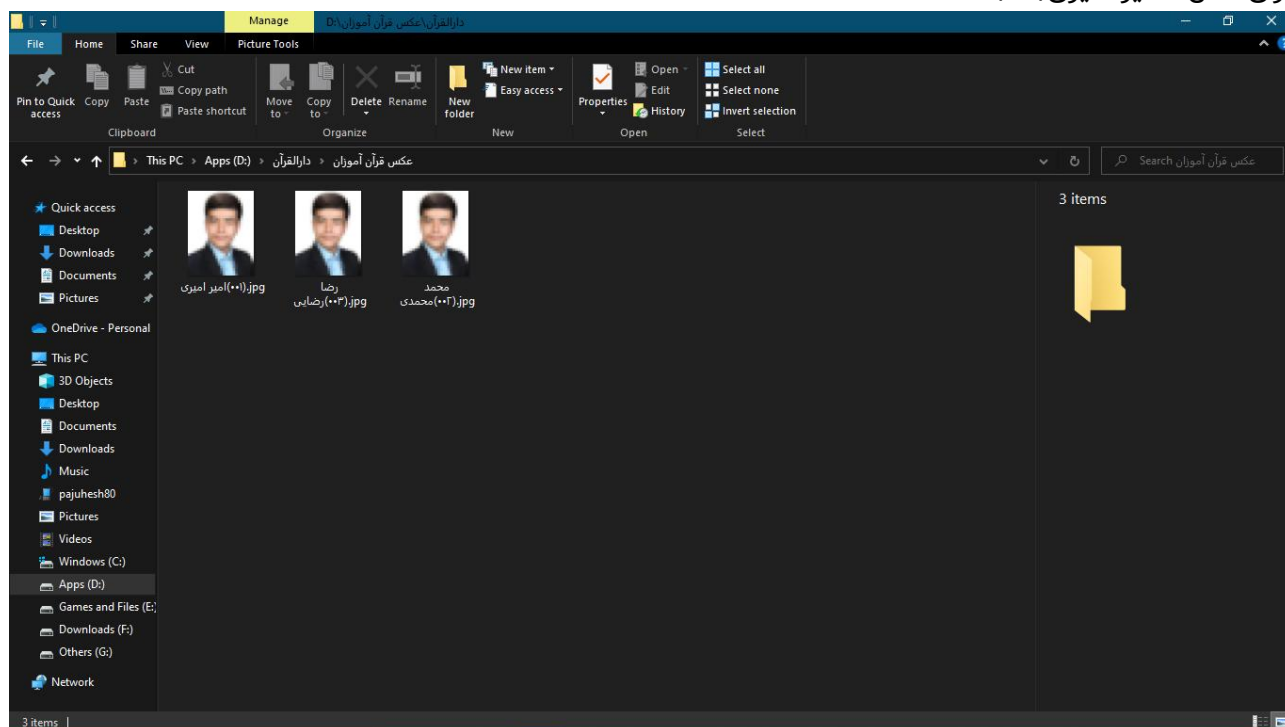 Manage
D:\دارالقرآن\عکس قرآن آموزان
File Home Share View Picture Tools
Pin to Quick access
Copy
Paste
Cut
Copy path
Paste shortcut
Clipboard
Move to
Copy to
Delete
Rename
Organize
New folder
New item
Easy access
New
Properties
Open
Edit
History
Open
Select all
Select none
Invert selection
Select
This PC › Apps (D:) › دارالقرآن › عکس قرآن آموزان
Search عکس قرآن آموزان
Quick access
Desktop
Downloads
Documents
Pictures
OneDrive - Personal
This PC
3D Objects
Desktop
Documents
Downloads
Music
pajuhesh80
Pictures
Videos
Windows (C:)
Apps (D:)
Games and Files (E:)
Downloads (F:)
Others (G:)
Network
امیر امیری(۰۰۱).jpg
رضا
رضایی(۰۰۳).jpg
محمد
محمدی(۰۰۲).jpg
3 items
3 items